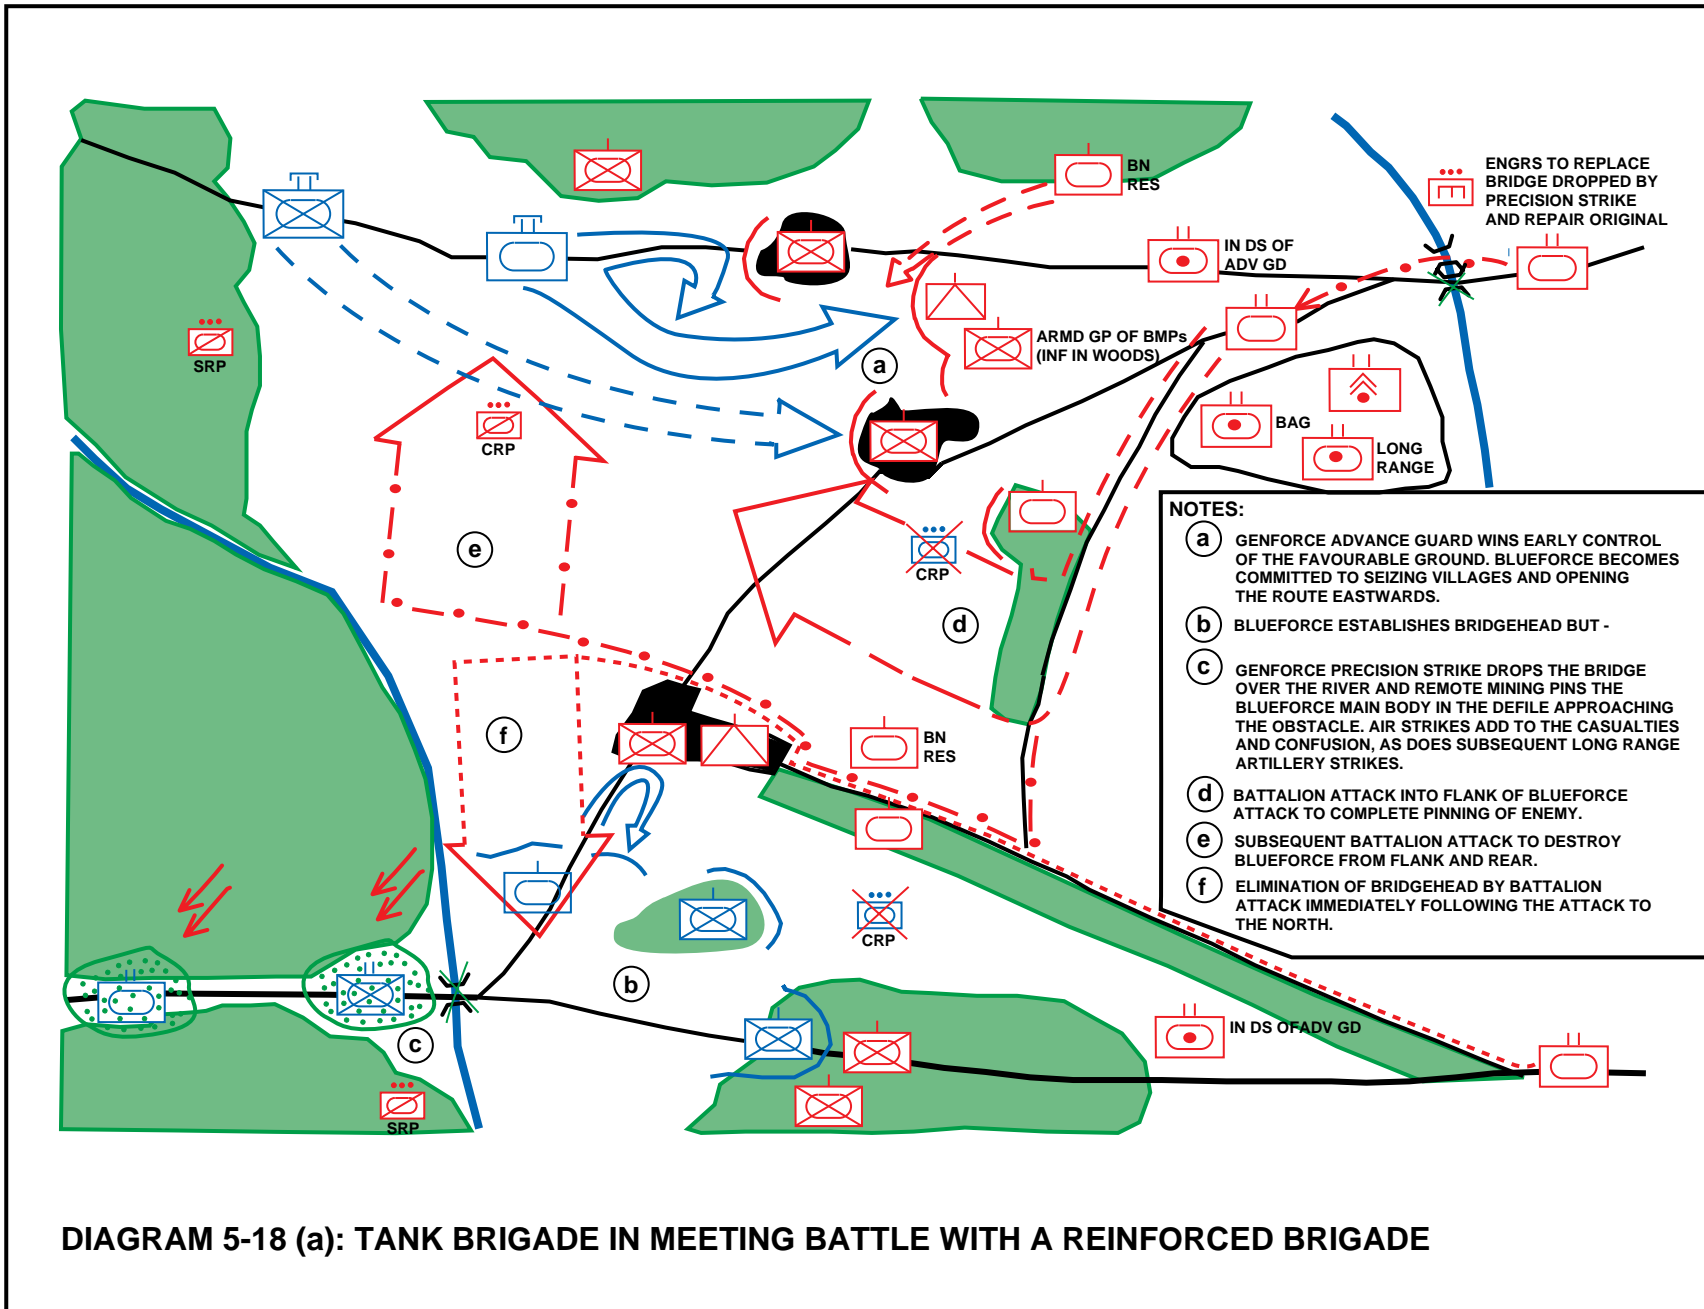 BN
RES
ENGRS TO REPLACE
BRIDGE DROPPED BY
PRECISION STRIKE
AND REPAIR ORIGINAL
IN DS OF
ADV GD
SRP
ARMD GP OF BMPs
(INF IN WOODS)
a
CRP
BAG
LONG
RANGE
e
CRP
d
f
BN
RES
CRP
b
c
IN DS OFADV GD
SRP
NOTES:
a GENFORCE ADVANCE GUARD WINS EARLY CONTROL
OF THE FAVOURABLE GROUND. BLUEFORCE BECOMES
COMMITTED TO SEIZING VILLAGES AND OPENING
THE ROUTE EASTWARDS.
b BLUEFORCE ESTABLISHES BRIDGEHEAD BUT -
c GENFORCE PRECISION STRIKE DROPS THE BRIDGE
OVER THE RIVER AND REMOTE MINING PINS THE
BLUEFORCE MAIN BODY IN THE DEFILE APPROACHING
THE OBSTACLE. AIR STRIKES ADD TO THE CASUALTIES
AND CONFUSION, AS DOES SUBSEQUENT LONG RANGE
ARTILLERY STRIKES.
d BATTALION ATTACK INTO FLANK OF BLUEFORCE
ATTACK TO COMPLETE PINNING OF ENEMY.
e SUBSEQUENT BATTALION ATTACK TO DESTROY
BLUEFORCE FROM FLANK AND REAR.
f ELIMINATION OF BRIDGEHEAD BY BATTALION
ATTACK IMMEDIATELY FOLLOWING THE ATTACK TO
THE NORTH.
DIAGRAM 5-18 (a): TANK BRIGADE IN MEETING BATTLE WITH A REINFORCED BRIGADE